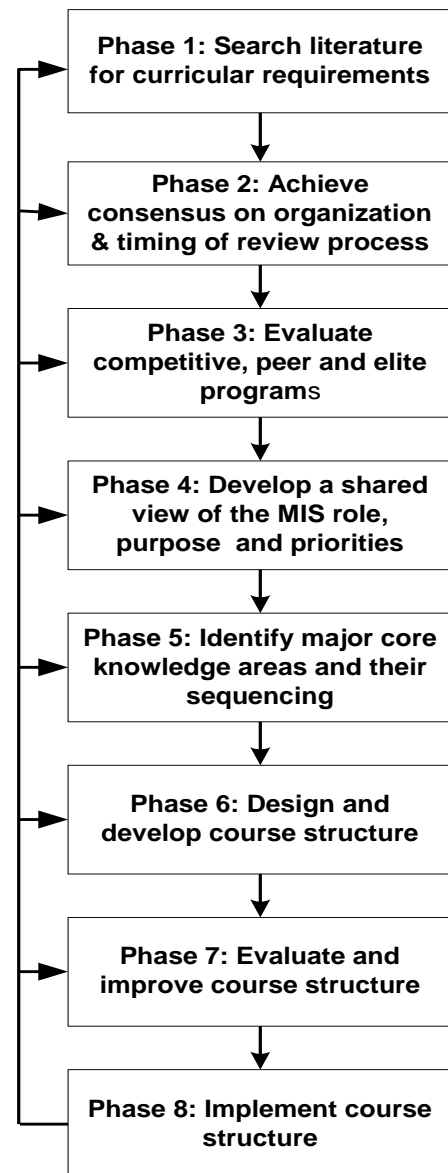 Phase 1: Search literature
for curricular requirements
Phase 2: Achieve
consensus on organization
& timing of review process
Phase 3: Evaluate
competitive, peer and elite
programs
Phase 4: Develop a shared
view of the MIS role,
purpose and priorities
Phase 5: Identify major core
knowledge areas and their
sequencing
Phase 6: Design and
develop course structure
Phase 7: Evaluate and
improve course structure
Phase 8: Implement course
structure